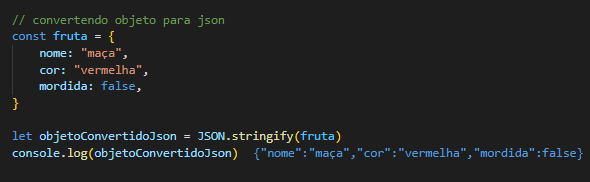 // convertendo objeto para json
const fruta = {
    nome: "maça",
    cor: "vermelha",
    mordida: false,
}

let objetoConvertidoJson = JSON.stringify(fruta)
console.log(objetoConvertidoJson)  {"nome":"maça","cor":"vermelha","mordida":false}